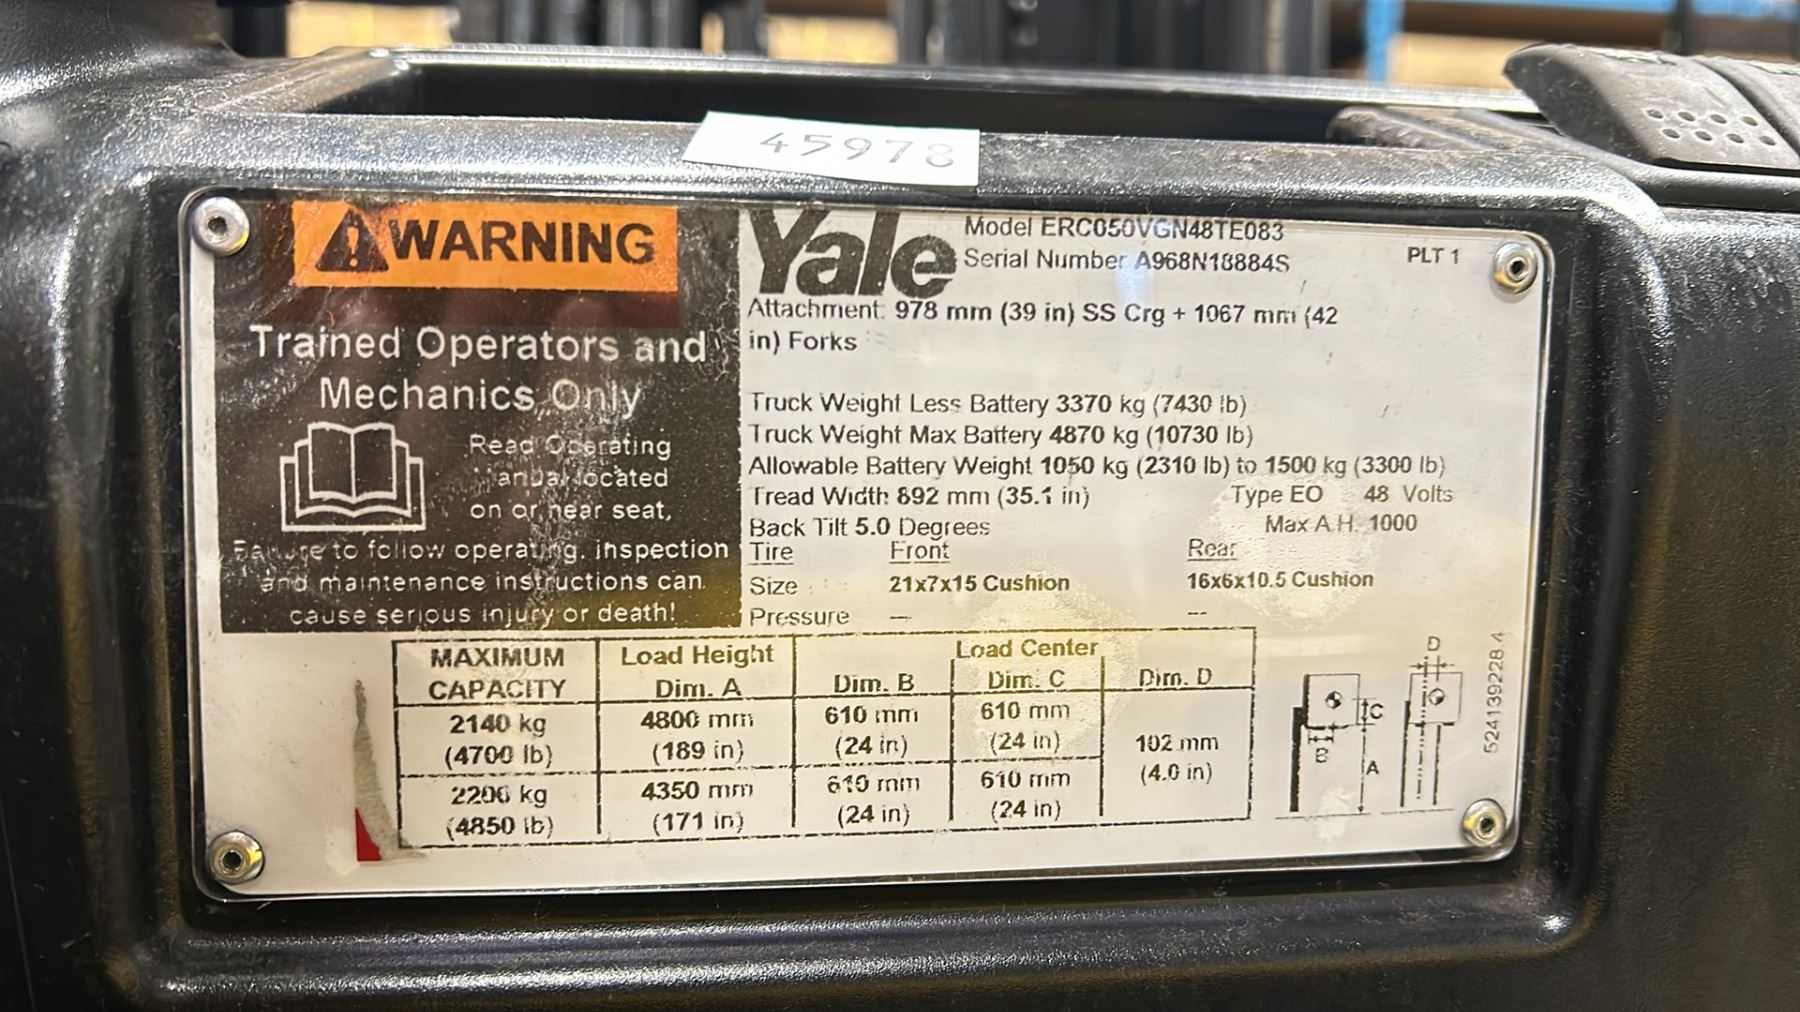 45978
WARNING
Trained Operators and
Mechanics Only
Read Operating
located
on or near seat,
Failure to follow operating, inspection
and maintenance instructions can
cause serious injury or death!
Yale
Model ERC050VGN48TE083
Serial Number A968N18884S
PLT 1
Attachment: 978 mm (39 in) SS Crg + 1067 mm (42
in) Forks
Truck Weight Less Battery 3370 kg (7430 lb)
Truck Weight Max Battery 4870 kg (10730 lb)
Allowable Battery Weight 1050 kg (2310 lb) to 1500 kg (3300 lb)
Tread Width 892 mm (35.1 in) Type EO 48 Volts
Back Tilt 5.0 Degrees Max A.H. 1000
Tire Front Rear
Size 21x7x15 Cushion 16x6x10.5 Cushion
Pressure — —
MAXIMUM CAPACITY Load Height Dim. A Load Center
Dim. B Dim. C Dim. D
2140 kg 4800 mm 610 mm 610 mm
(4700 lb) (189 in) (24 in) (24 in)
102 mm
(4.0 in)
2200 kg 4350 mm 610 mm 610 mm
(4850 lb) (171 in) (24 in) (24 in)
D
C
B
A
524139228 4